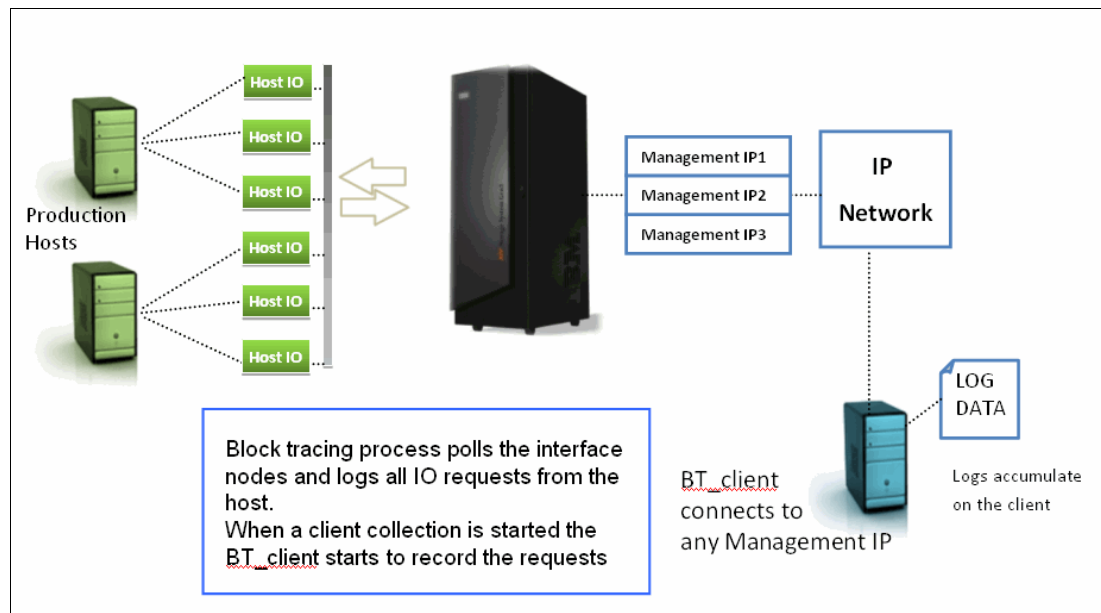 Host IO
Host IO
Host IO
Production
Hosts
Host IO
Host IO
Host IO
Management IP1
Management IP2
Management IP3
IP
Network
LOG
DATA
Logs accumulate
on the client
BT_client
connects to
any Management IP
Block tracing process polls the interface
nodes and logs all IO requests from the
host.
When a client collection is started the
BT_client starts to record the requests